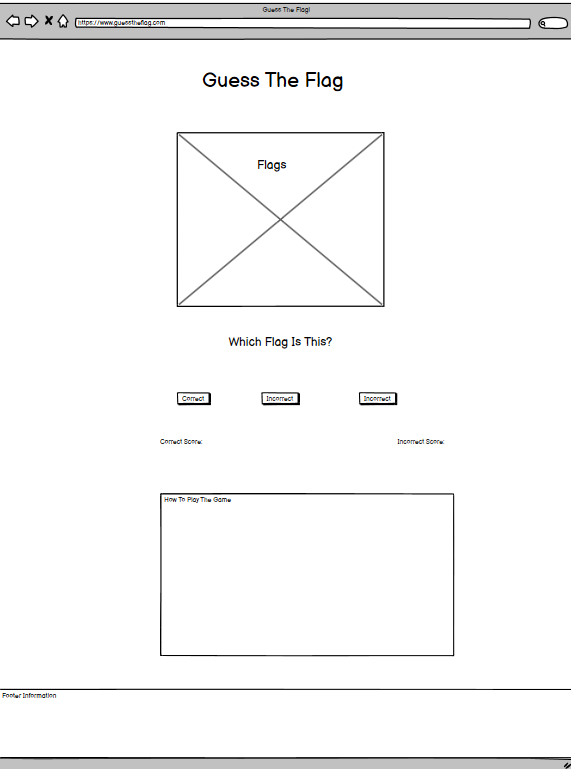 Guess The Flag!
https://www.guesstheflag.com
Guess The Flag
Flags
Which Flag Is This?
Correct
Incorrect
Incorrect
Correct Score:
Incorrect Score:
How To Play The Game
Footer Information